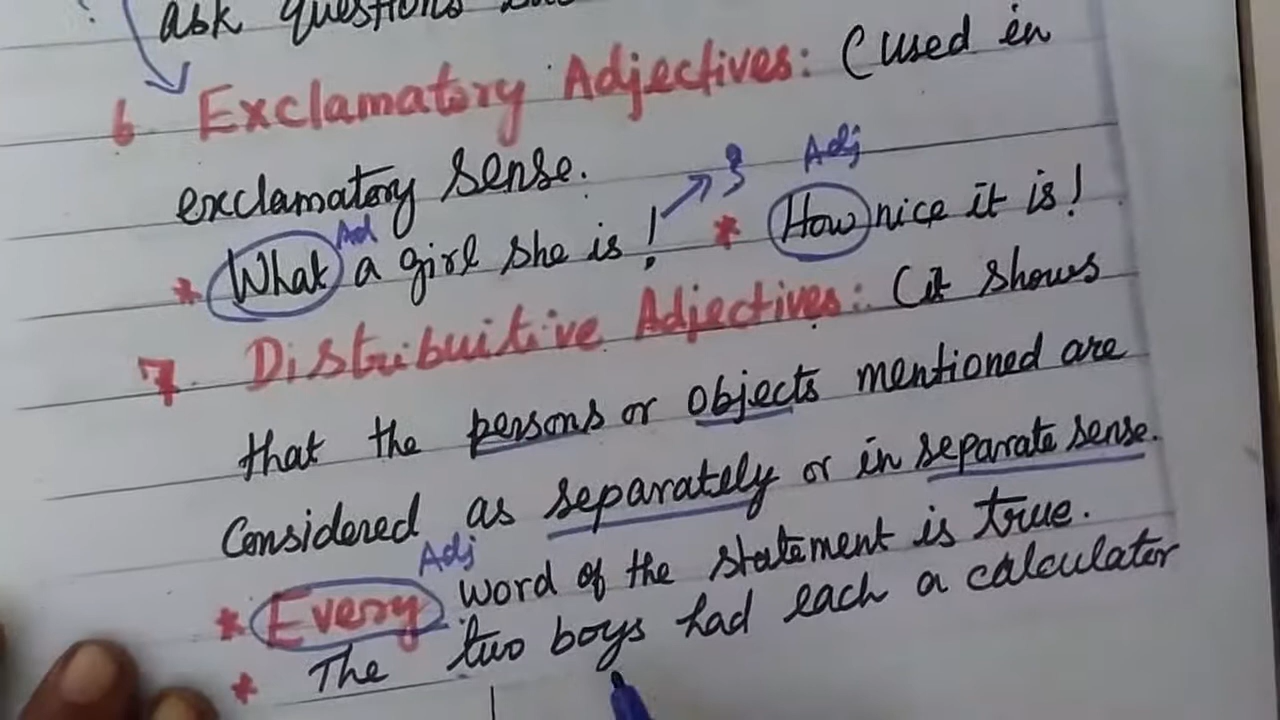 ask questions
6. Exclamatory Adjectives: (used in
Adj
exclamatory sense.
Ad
* What a girl she is! * How nice it is!
7. Distribuitive Adjectives: (it shows
that the persons or objects mentioned are
Considered as separately or in separate sense.
Adj
* Every word of the statement is true.
* The two boys had each a calculator